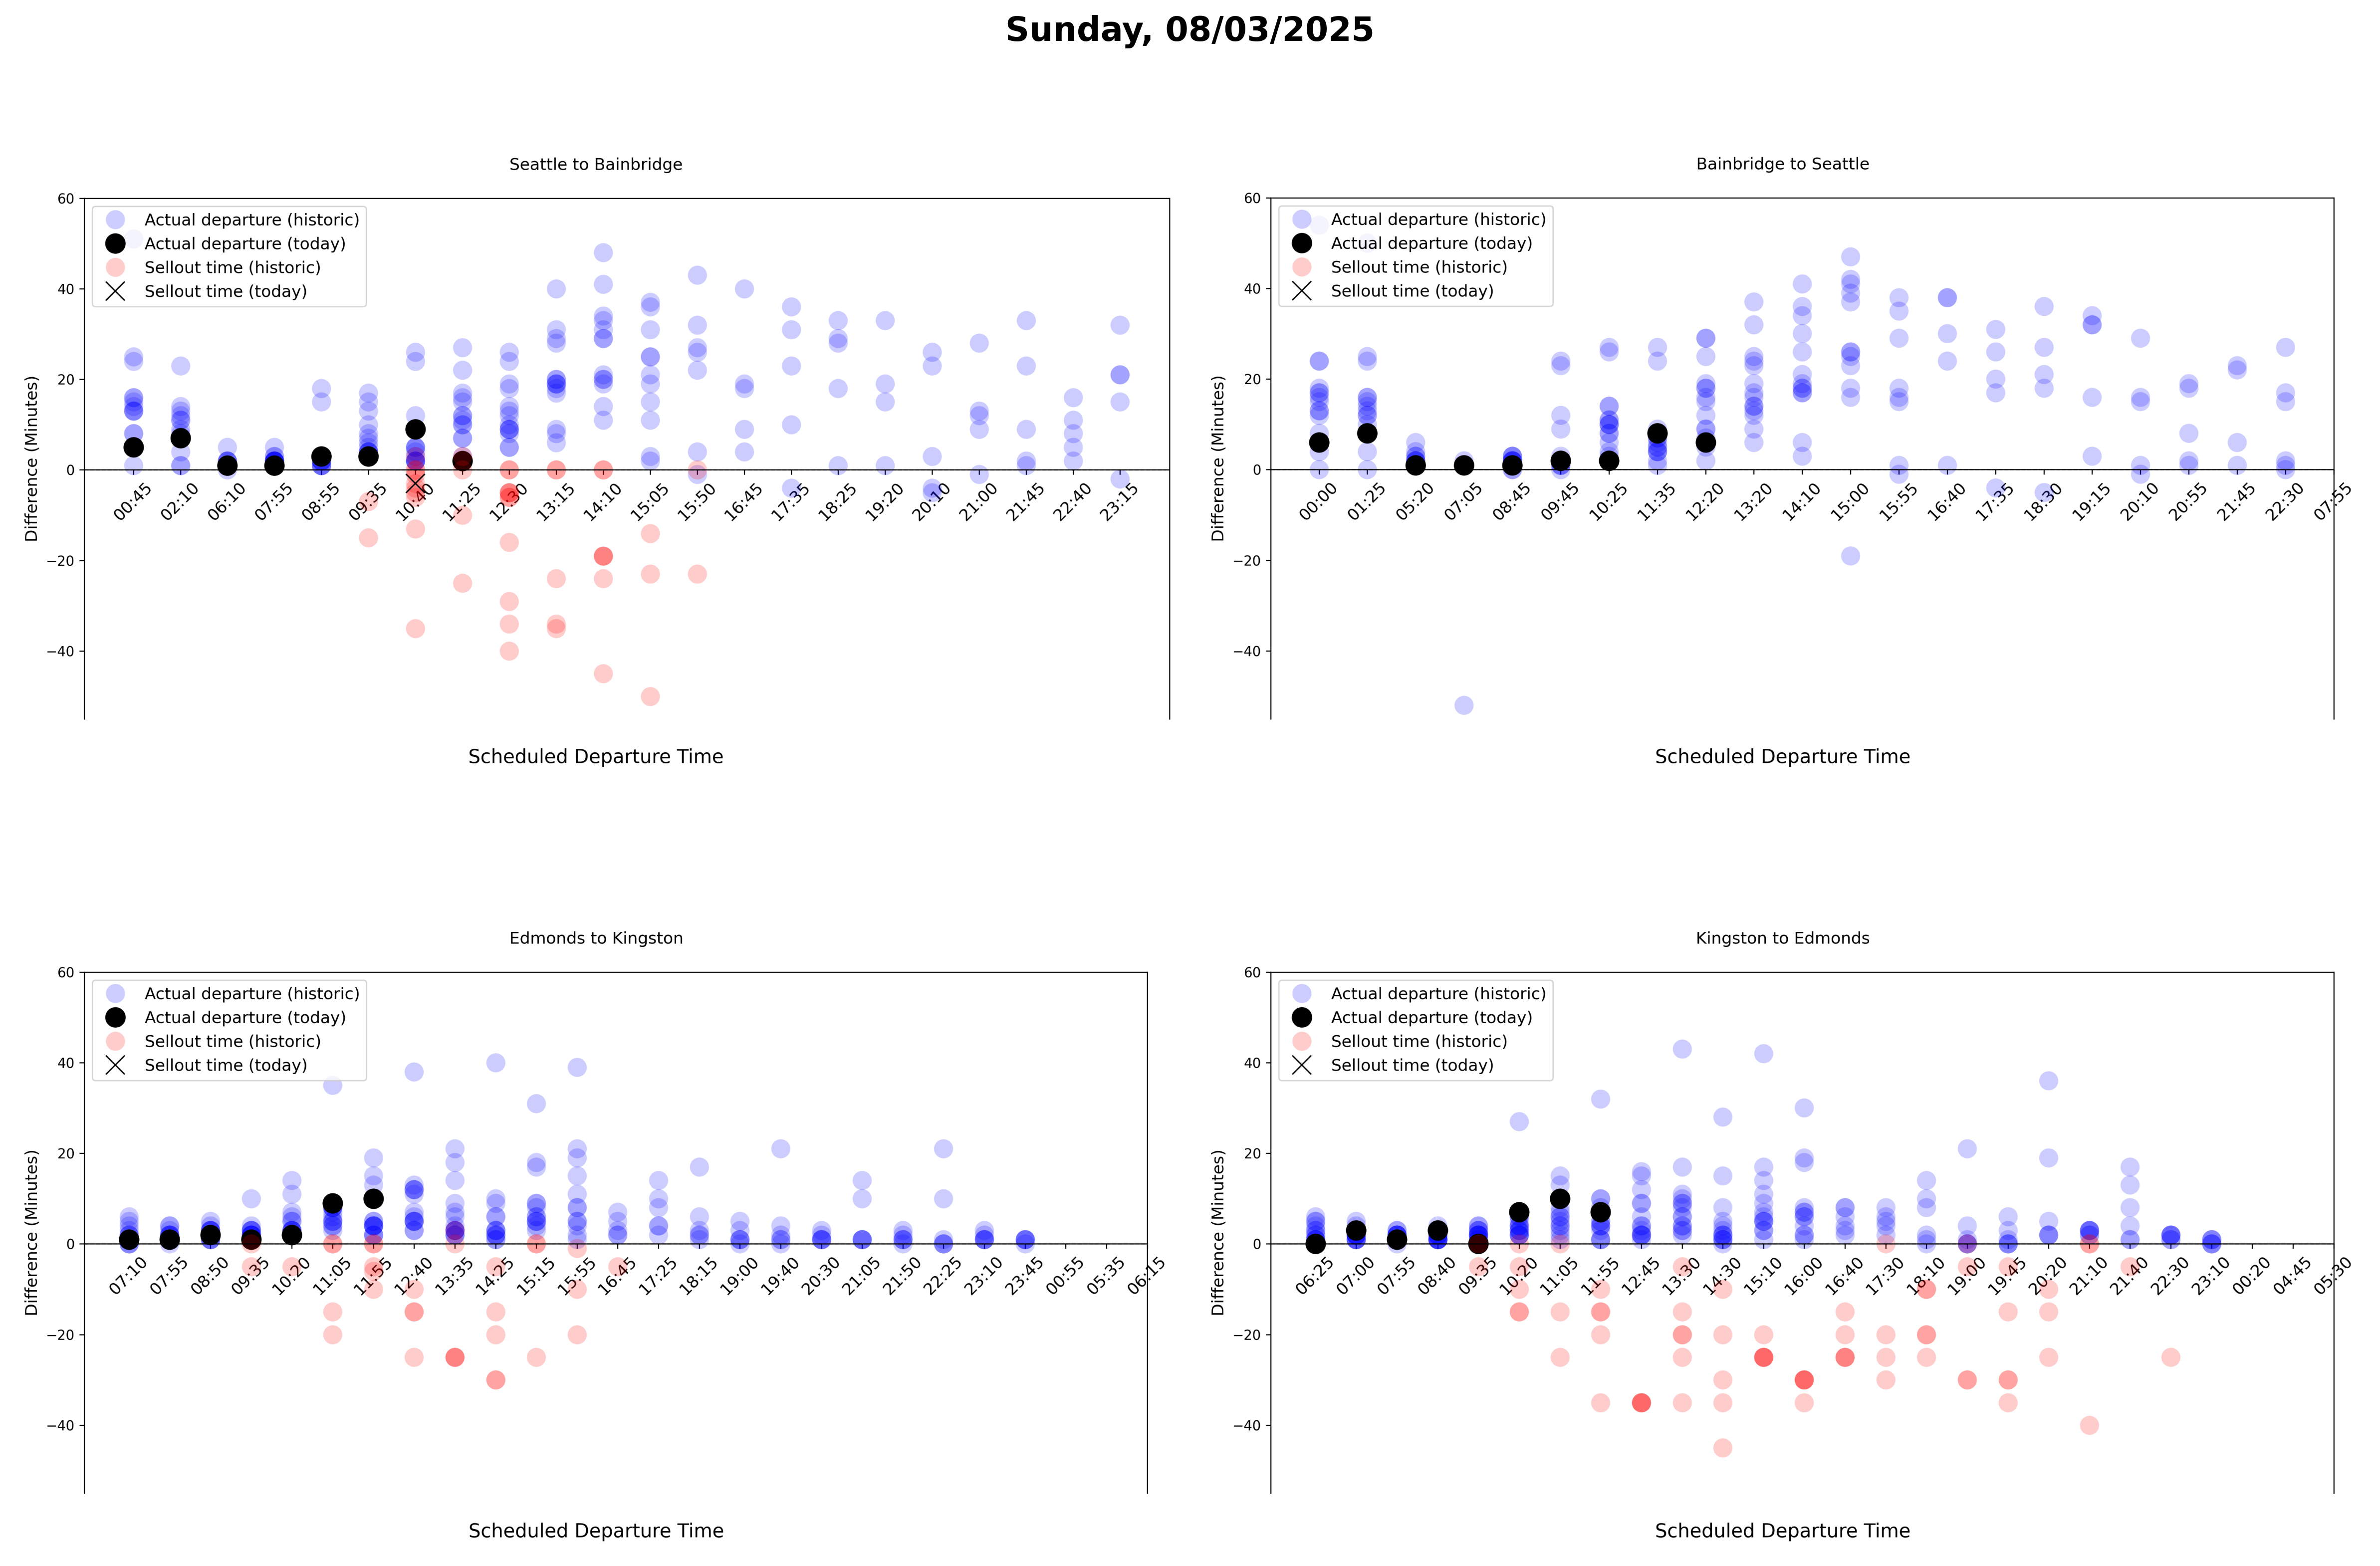 Sunday, 08/03/2025
Seattle to Bainbridge
Actual departure (historic)
Actual departure (today)
Sellout time (historic)
Sellout time (today)
Difference (Minutes)
60
40
20
0
−20
−40
00:45 02:10 06:10 07:55 08:55 09:35 10:40 11:25 12:30 13:15 14:10 15:05 15:50 16:45 17:35 18:25 19:20 20:10 21:00 21:45 22:40 23:15
Scheduled Departure Time
Bainbridge to Seattle
Actual departure (historic)
Actual departure (today)
Sellout time (historic)
Sellout time (today)
Difference (Minutes)
60
40
20
0
−20
−40
00:00 01:25 05:20 07:05 08:45 09:45 10:25 11:35 12:20 13:20 14:10 15:00 15:55 16:40 17:35 18:30 19:15 20:10 20:55 21:45 22:30 07:55
Scheduled Departure Time
Edmonds to Kingston
Actual departure (historic)
Actual departure (today)
Sellout time (historic)
Sellout time (today)
Difference (Minutes)
60
40
20
0
−20
−40
07:10 07:55 08:50 09:35 10:20 11:05 11:55 12:40 13:35 14:25 15:15 15:55 16:45 17:25 18:15 19:00 19:40 20:30 21:05 21:50 22:25 23:10 23:45 00:55 05:35 06:15
Scheduled Departure Time
Kingston to Edmonds
Actual departure (historic)
Actual departure (today)
Sellout time (historic)
Sellout time (today)
Difference (Minutes)
60
40
20
0
−20
−40
06:25 07:00 07:55 08:40 09:35 10:20 11:05 11:55 12:45 13:30 14:30 15:10 16:00 16:40 17:30 18:10 19:00 19:45 20:20 21:10 21:40 22:30 23:10 00:20 04:45 05:30
Scheduled Departure Time